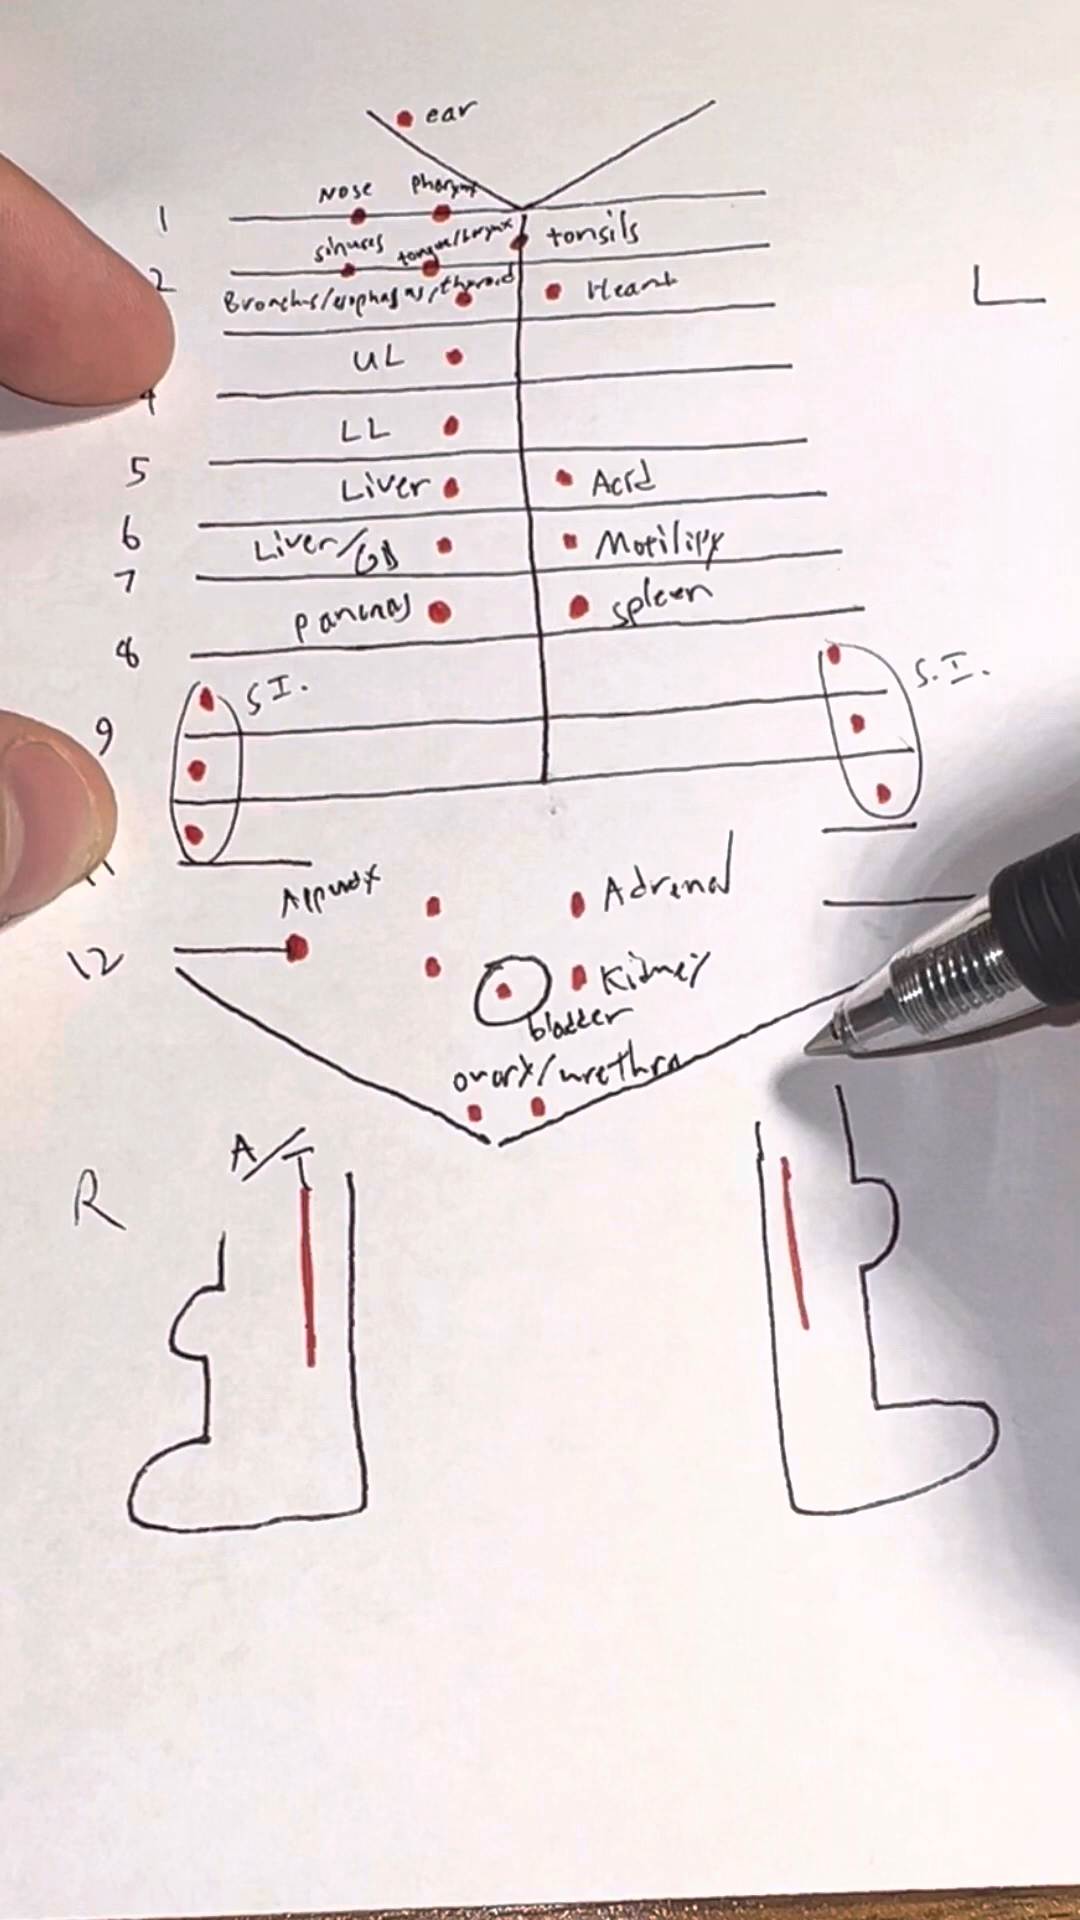 ear
Nose pharynx
1
sinuses tongue/larynx tonsils
2
Bronchus/esophagus/thyroid Heart
L
UL
4
LL
5
Liver Acid
6
Liver/GB Motility
7
pancreas spleen
8
S.I. S.I.
9
11
Appendix Adrenal
12
Kidney
bladder
ovary/urethra
A/T
R